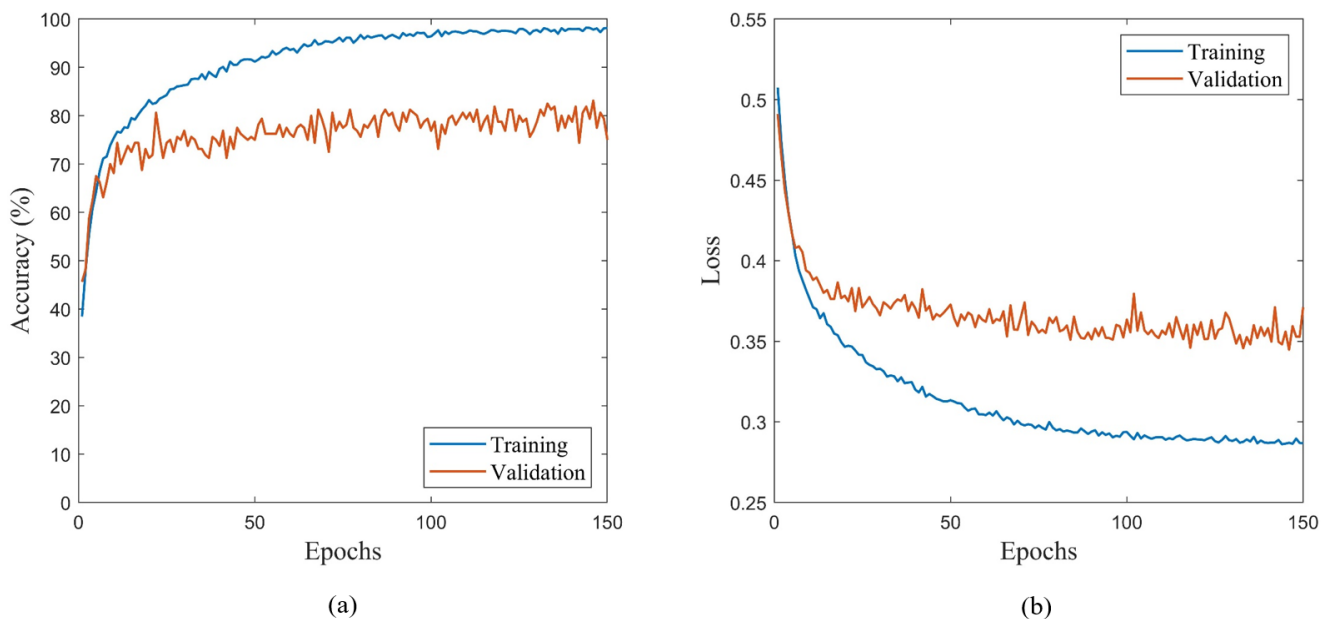 100
90
80
70
60
50
40
30
20
10
0
Accuracy (%)
0 50 100 150
Epochs
Training
Validation
(a)
0.55
0.5
0.45
0.4
0.35
0.3
0.25
Loss
0 50 100 150
Epochs
Training
Validation
(b)